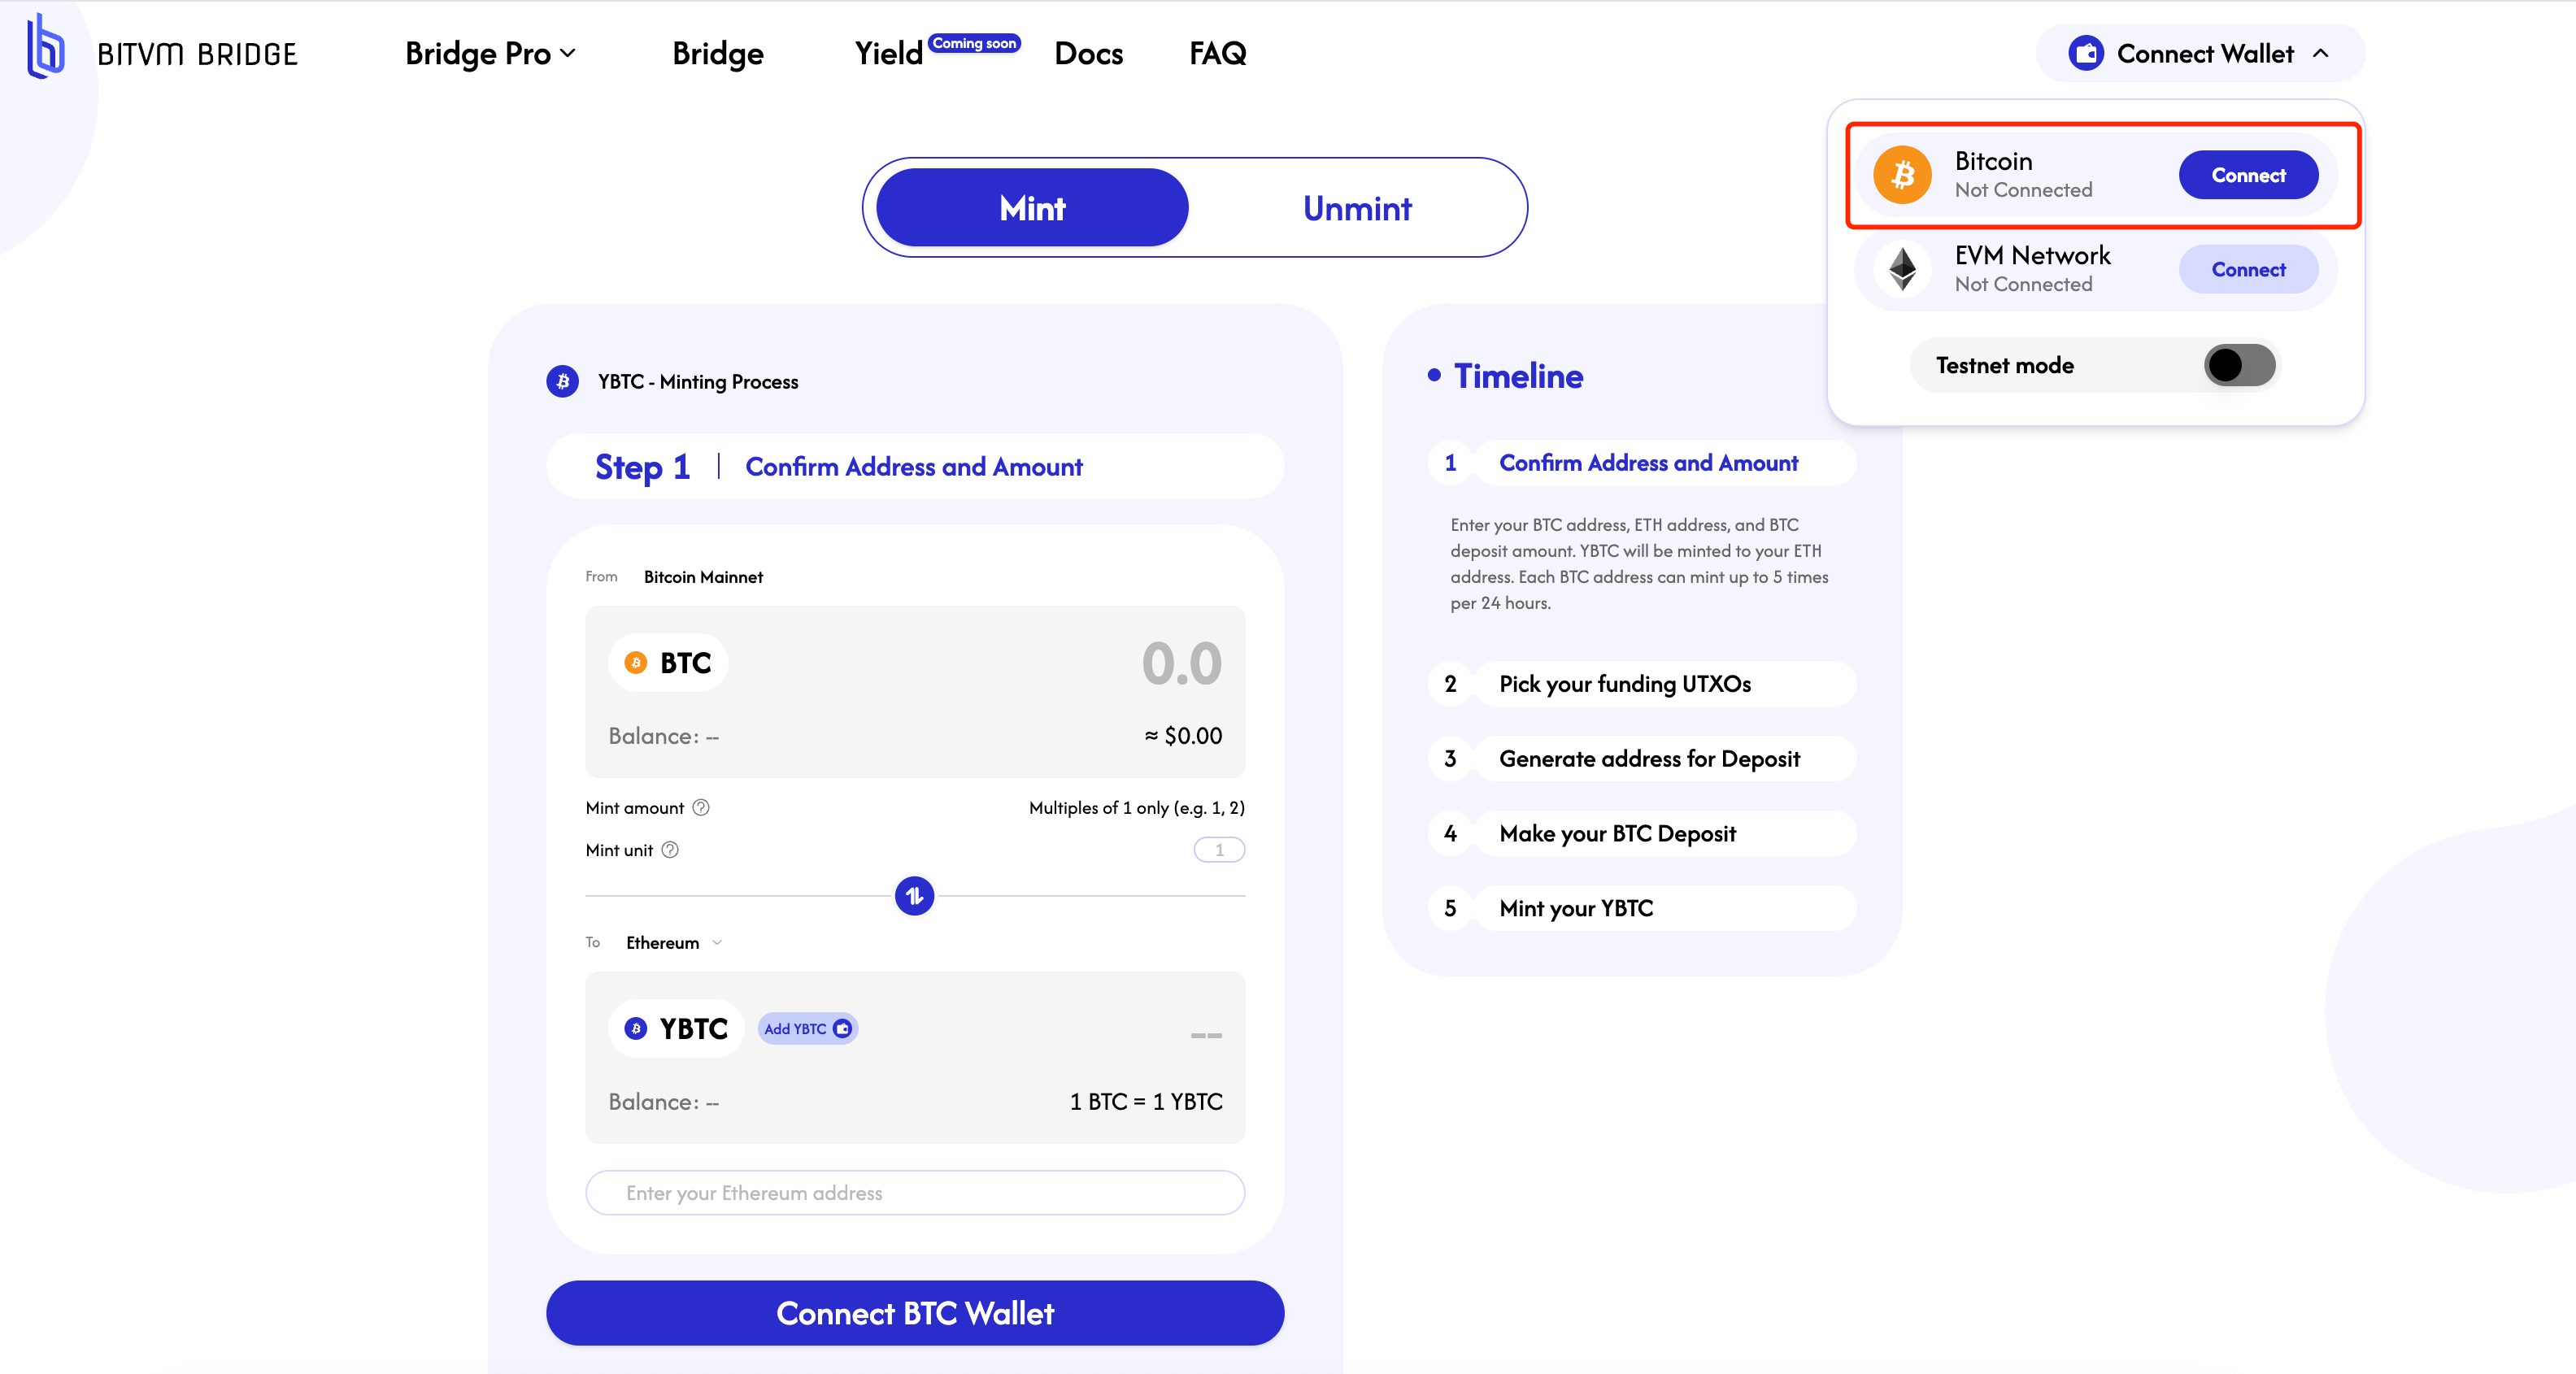 BITVM BRIDGE
Bridge Pro
Bridge
Yield
Coming soon
Docs
FAQ
Connect Wallet
Bitcoin
Not Connected
Connect
EVM Network
Not Connected
Connect
Testnet mode
Mint
Unmint
YBTC - Minting Process
Step 1
Confirm Address and Amount
From
Bitcoin Mainnet
BTC
0.0
Balance: --
≈ $0.00
Mint amount
Multiples of 1 only (e.g. 1, 2)
Mint unit
1
To
Ethereum
YBTC
Add YBTC
--
Balance: --
1 BTC = 1 YBTC
Enter your Ethereum address
Connect BTC Wallet
Timeline
1
Confirm Address and Amount
Enter your BTC address, ETH address, and BTC
deposit amount. YBTC will be minted to your ETH
address. Each BTC address can mint up to 5 times
per 24 hours.
2
Pick your funding UTXOs
3
Generate address for Deposit
4
Make your BTC Deposit
5
Mint your YBTC